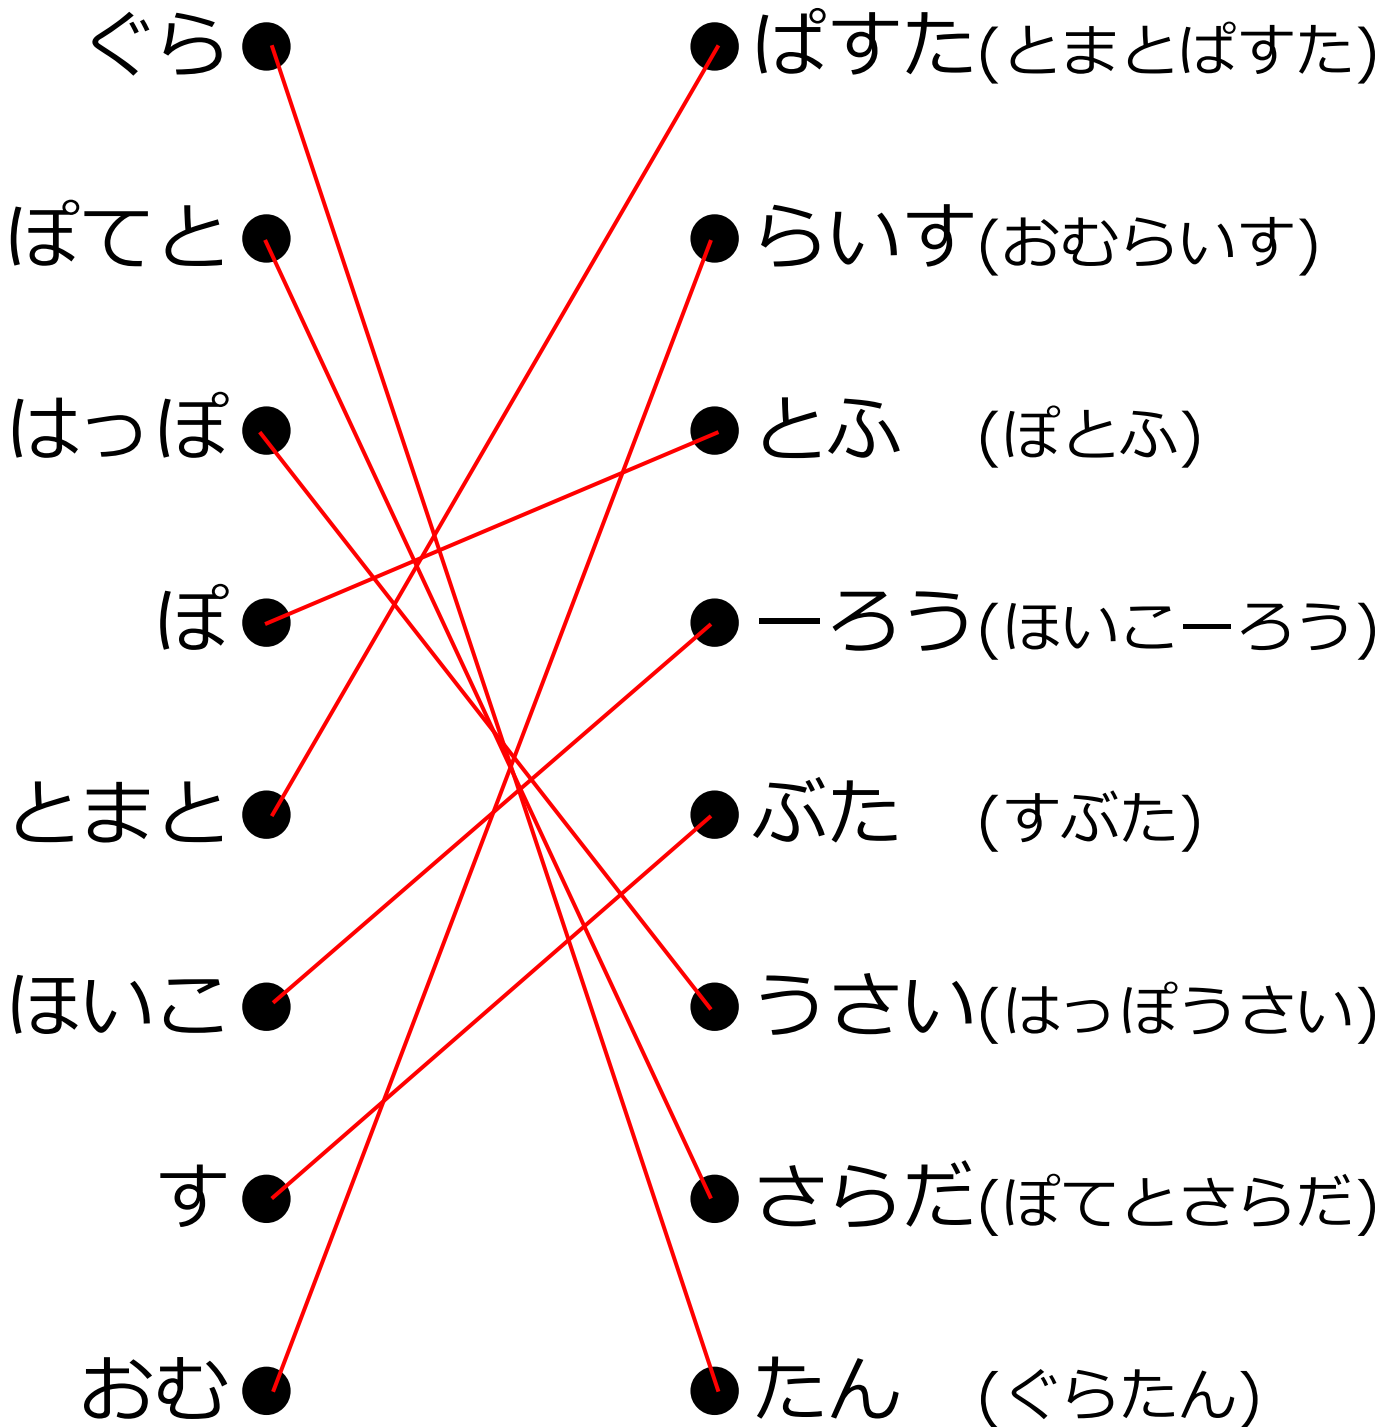 ぐら ぱすた(とまとぱすた)
ぽてと らいす(おむらいす)
はっぽ とふ (ぽとふ)
ぽ ーろう(ほいこーろう)
とまと ぶた (すぶた)
ほいこ うさい(はっぽうさい)
す さらだ(ぽてとさらだ)
おむ たん (ぐらたん)